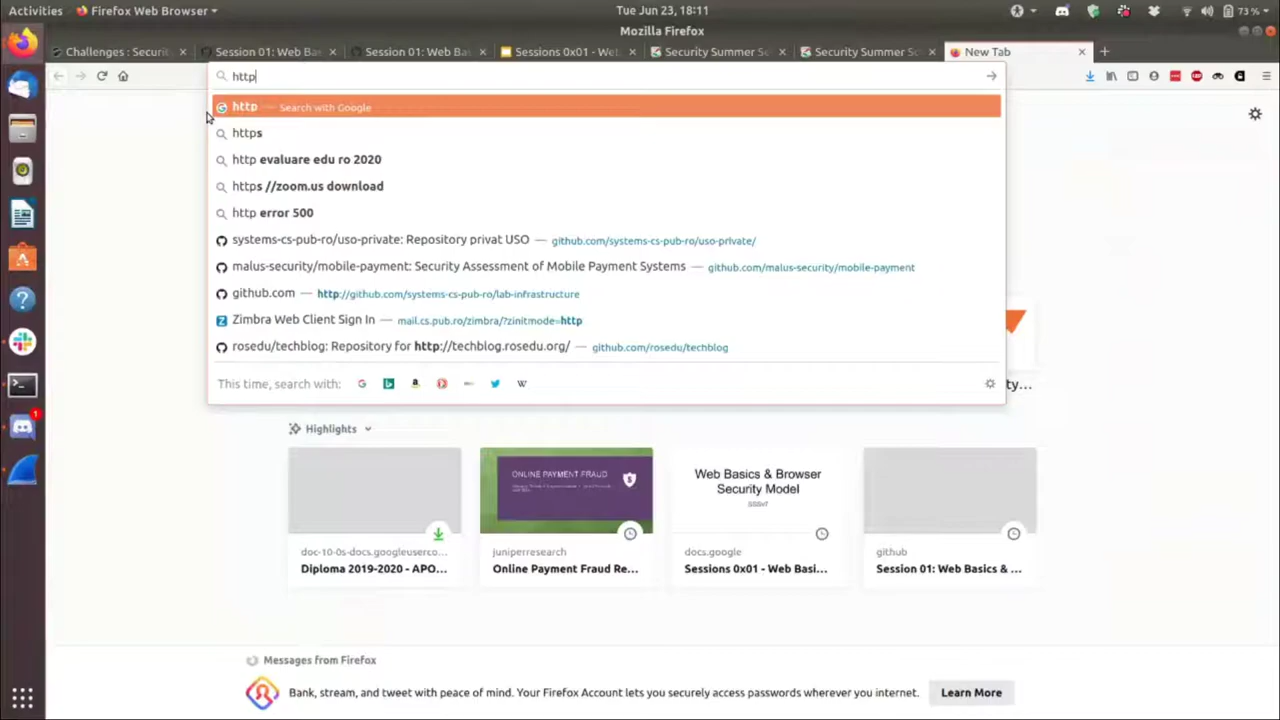 Activities
Firefox Web Browser
Tue Jun 23, 18:11
73 %
Mozilla Firefox
Challenges : Securi
Session 01: Web Bas
Session 01: Web Bas
Sessions 0x01 - Web
Security Summer Sc
Security Summer Sc
New Tab
http
http — Search with Google
https
http evaluare edu ro 2020
https //zoom.us download
http error 500
systems-cs-pub-ro/uso-private: Repository privat USO — github.com/systems-cs-pub-ro/uso-private/
malus-security/mobile-payment: Security Assessment of Mobile Payment Systems — github.com/malus-security/mobile-payment
github.com — http://github.com/systems-cs-pub-ro/lab-infrastructure
Zimbra Web Client Sign In — mail.cs.pub.ro/zimbra/?zinitmode=http
rosedu/techblog: Repository for http://techblog.rosedu.org/ — github.com/rosedu/techblog
This time, search with:
ty...
1
Highlights
ONLINE PAYMENT FRAUD
Web Basics & Browser
Security Model
doc-10-0s-docs.googleuserco...
Diploma 2019-2020 - APO...
juniperresearch
Online Payment Fraud Re...
docs.google
Sessions 0x01 - Web Basi...
github
Session 01: Web Basics & ...
Messages from Firefox
Bank, stream, and tweet with peace of mind. Your Firefox Account lets you securely access passwords wherever you internet.
Learn More